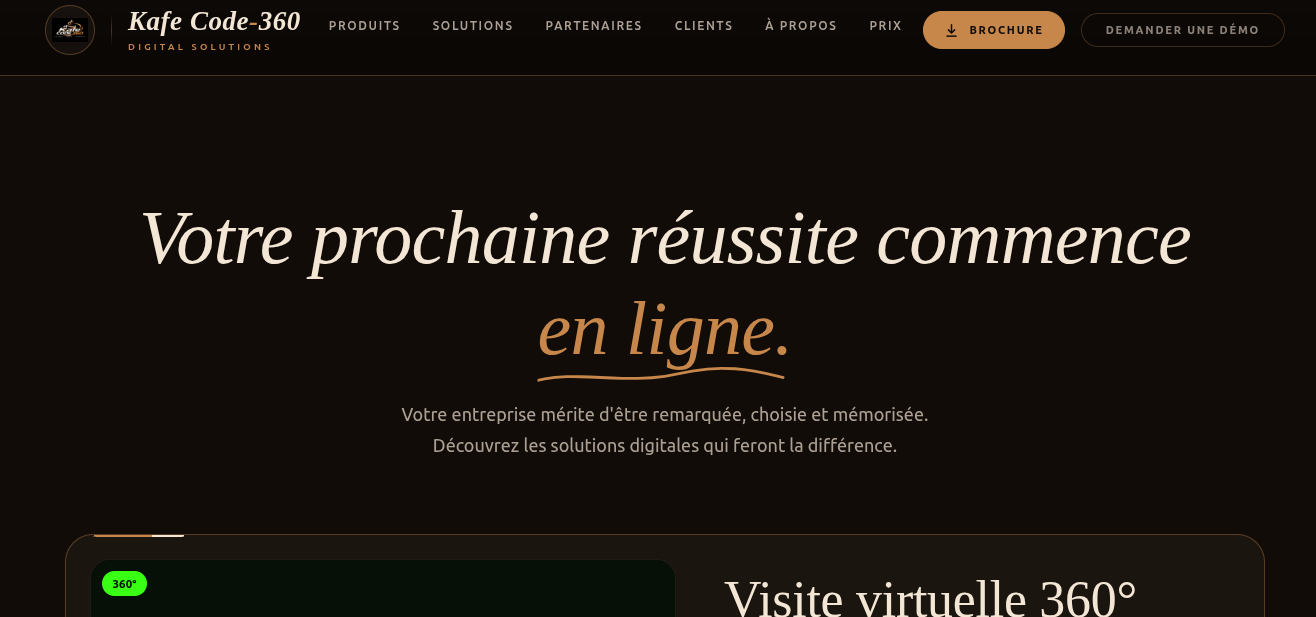 Kafe Code-360
DIGITAL SOLUTIONS
PRODUITS
SOLUTIONS
PARTENAIRES
CLIENTS
À PROPOS
PRIX
BROCHURE
DEMANDER UNE DÉMO
Votre prochaine réussite commence
en ligne.
Votre entreprise mérite d'être remarquée, choisie et mémorisée.
Découvrez les solutions digitales qui feront la différence.
360°
Visite virtuelle 360°